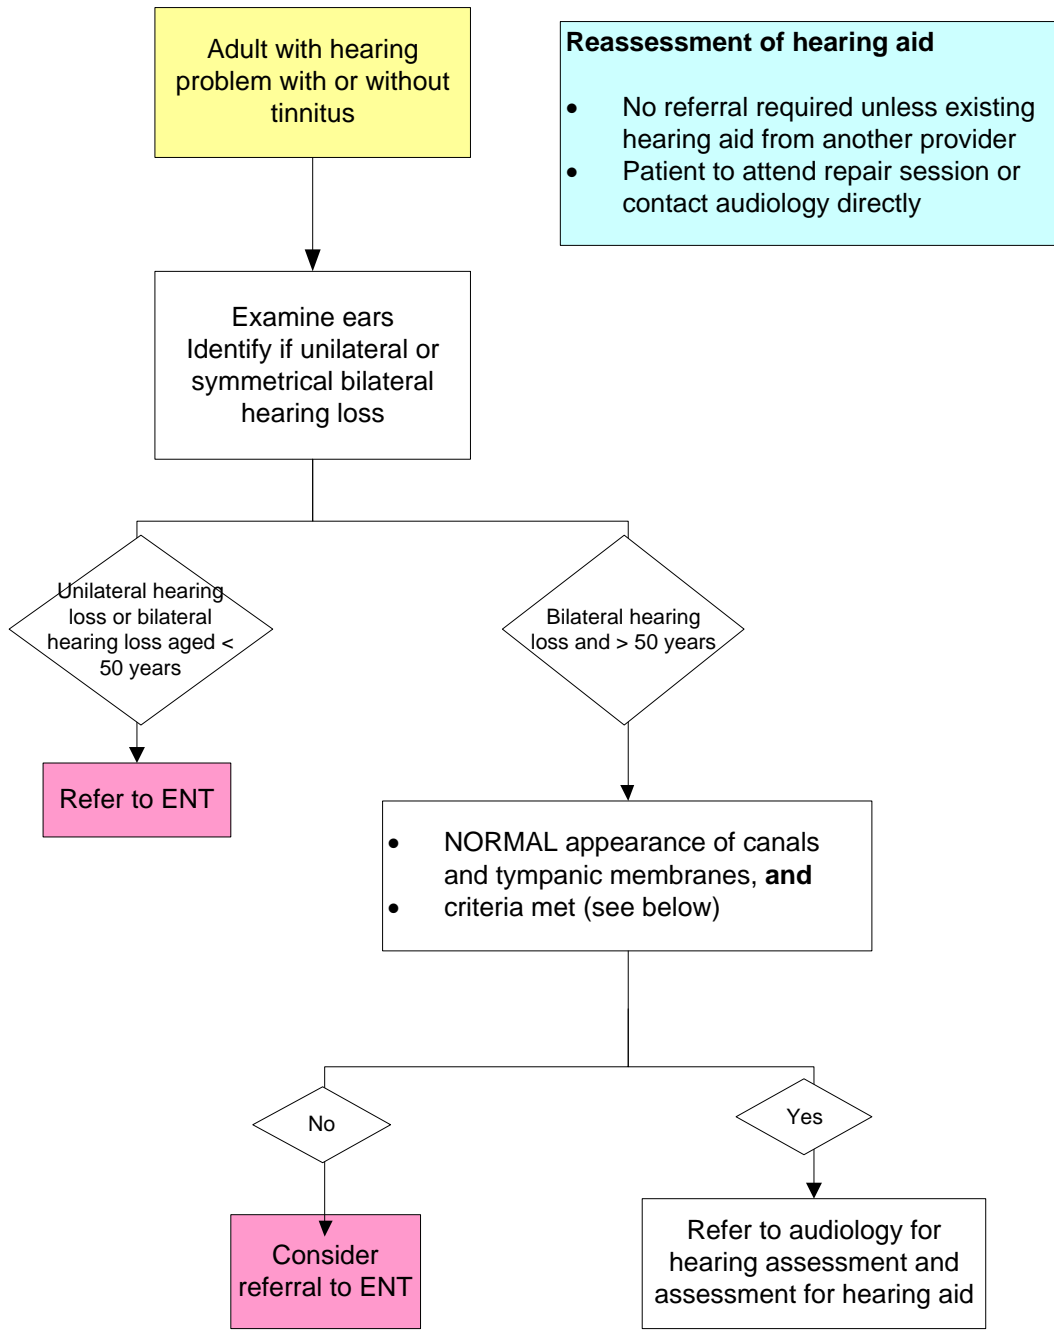 Adult with hearing
problem with or without
tinnitus
Reassessment of hearing aid
• No referral required unless existing
hearing aid from another provider
• Patient to attend repair session or
contact audiology directly
Examine ears
Identify if unilateral or
symmetrical bilateral
hearing loss
Unilateral hearing
loss or bilateral
hearing loss aged <
50 years
Bilateral hearing
loss and > 50 years
Refer to ENT
• NORMAL appearance of canals
and tympanic membranes, and
• criteria met (see below)
No
Yes
Consider
referral to ENT
Refer to audiology for
hearing assessment and
assessment for hearing aid